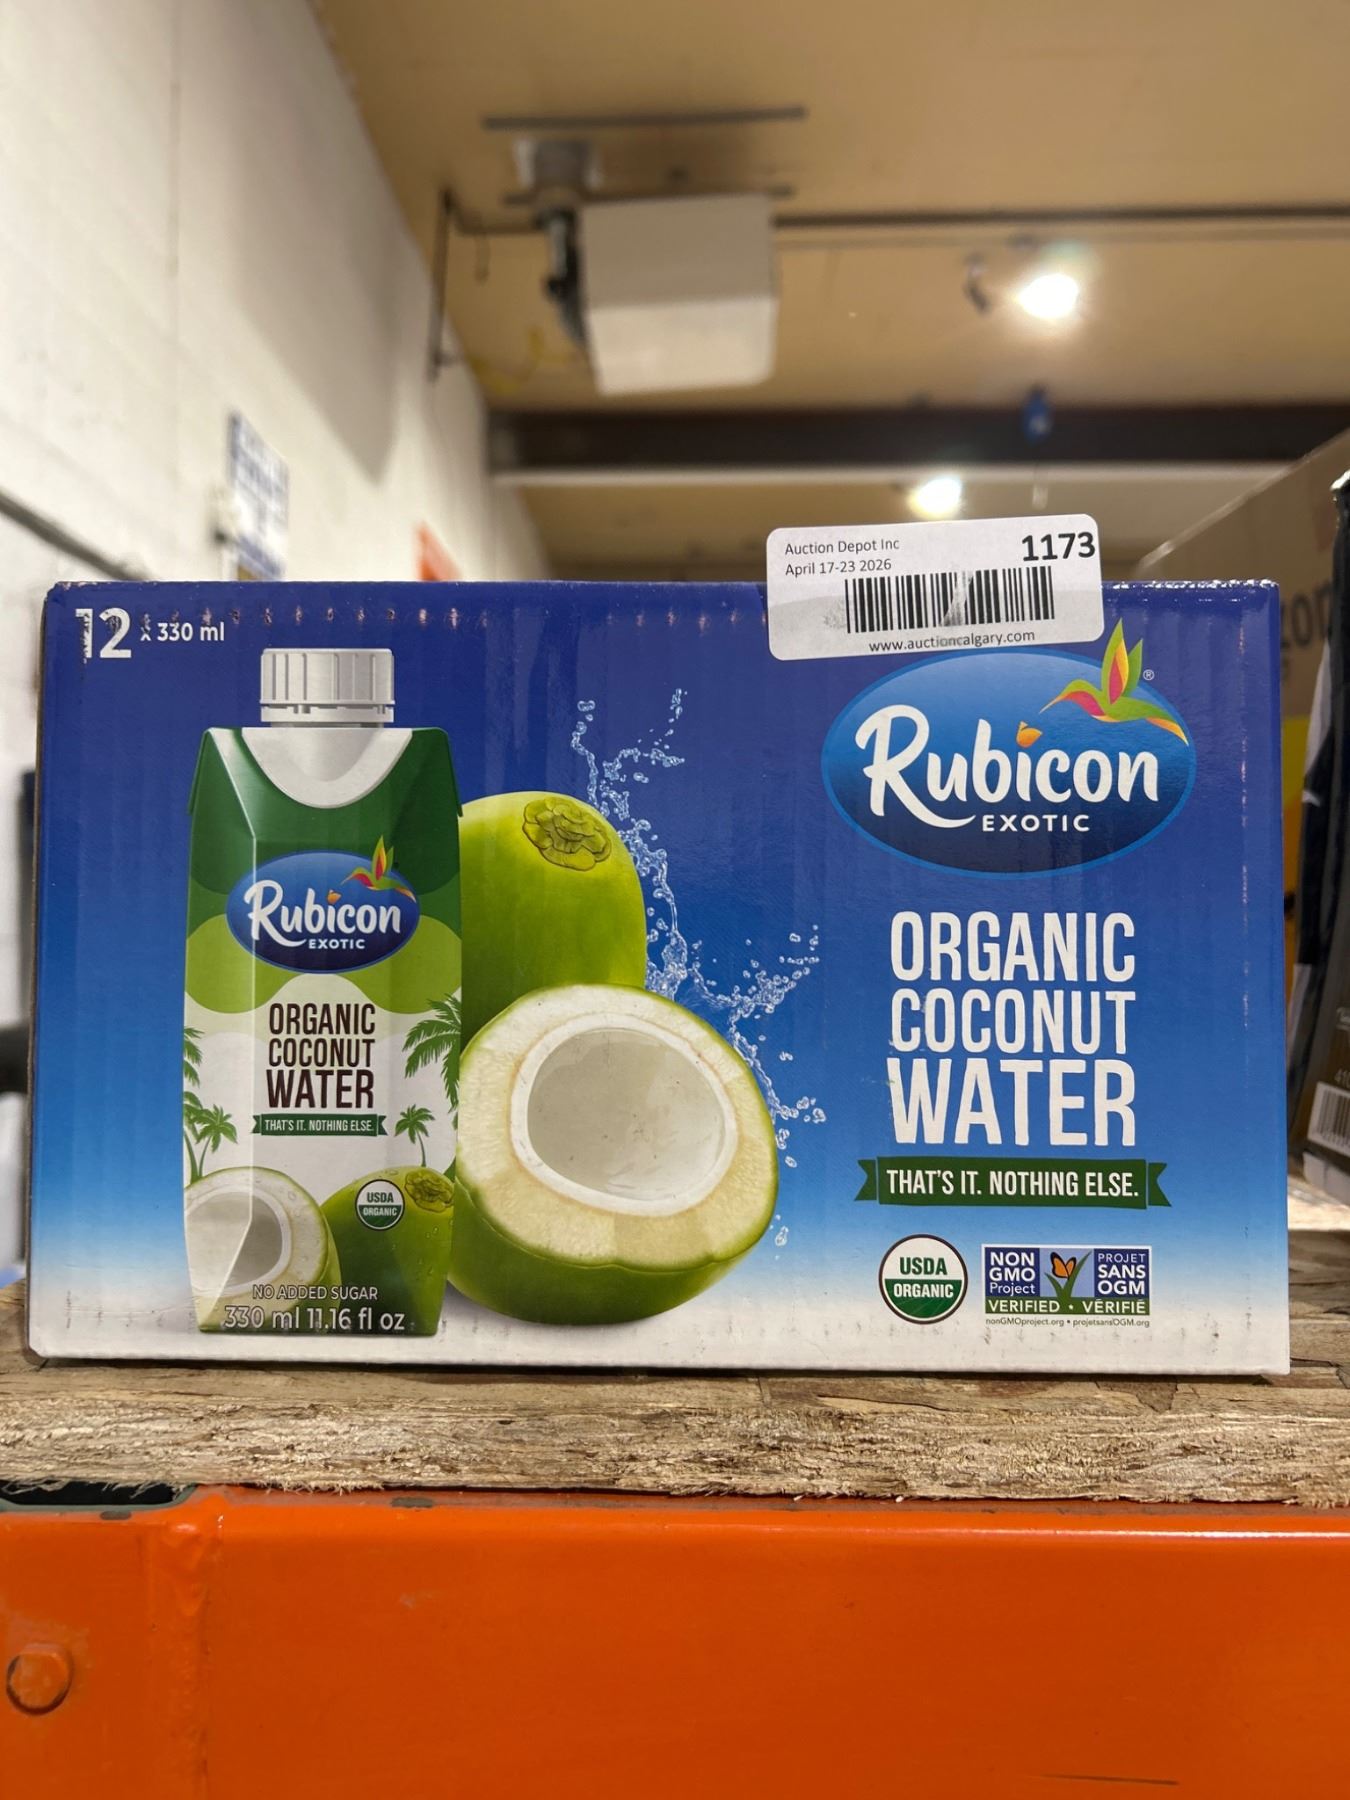 Auction Depot Inc
1173
April 17-23 2026
www.auctioncalgary.com
12 x 330 ml
Rubicon
EXOTIC
®
ORGANIC
COCONUT
WATER
THAT'S IT. NOTHING ELSE.
USDA
ORGANIC
NON
GMO
Project
PROJET
SANS
OGM
VERIFIED • VÉRIFIÉ
nonGMOproject.org • projetsansOGM.org
Rubicon
EXOTIC
ORGANIC
COCONUT
WATER
THAT'S IT. NOTHING ELSE.
USDA
ORGANIC
NO ADDED SUGAR
330 ml 11.16 fl oz